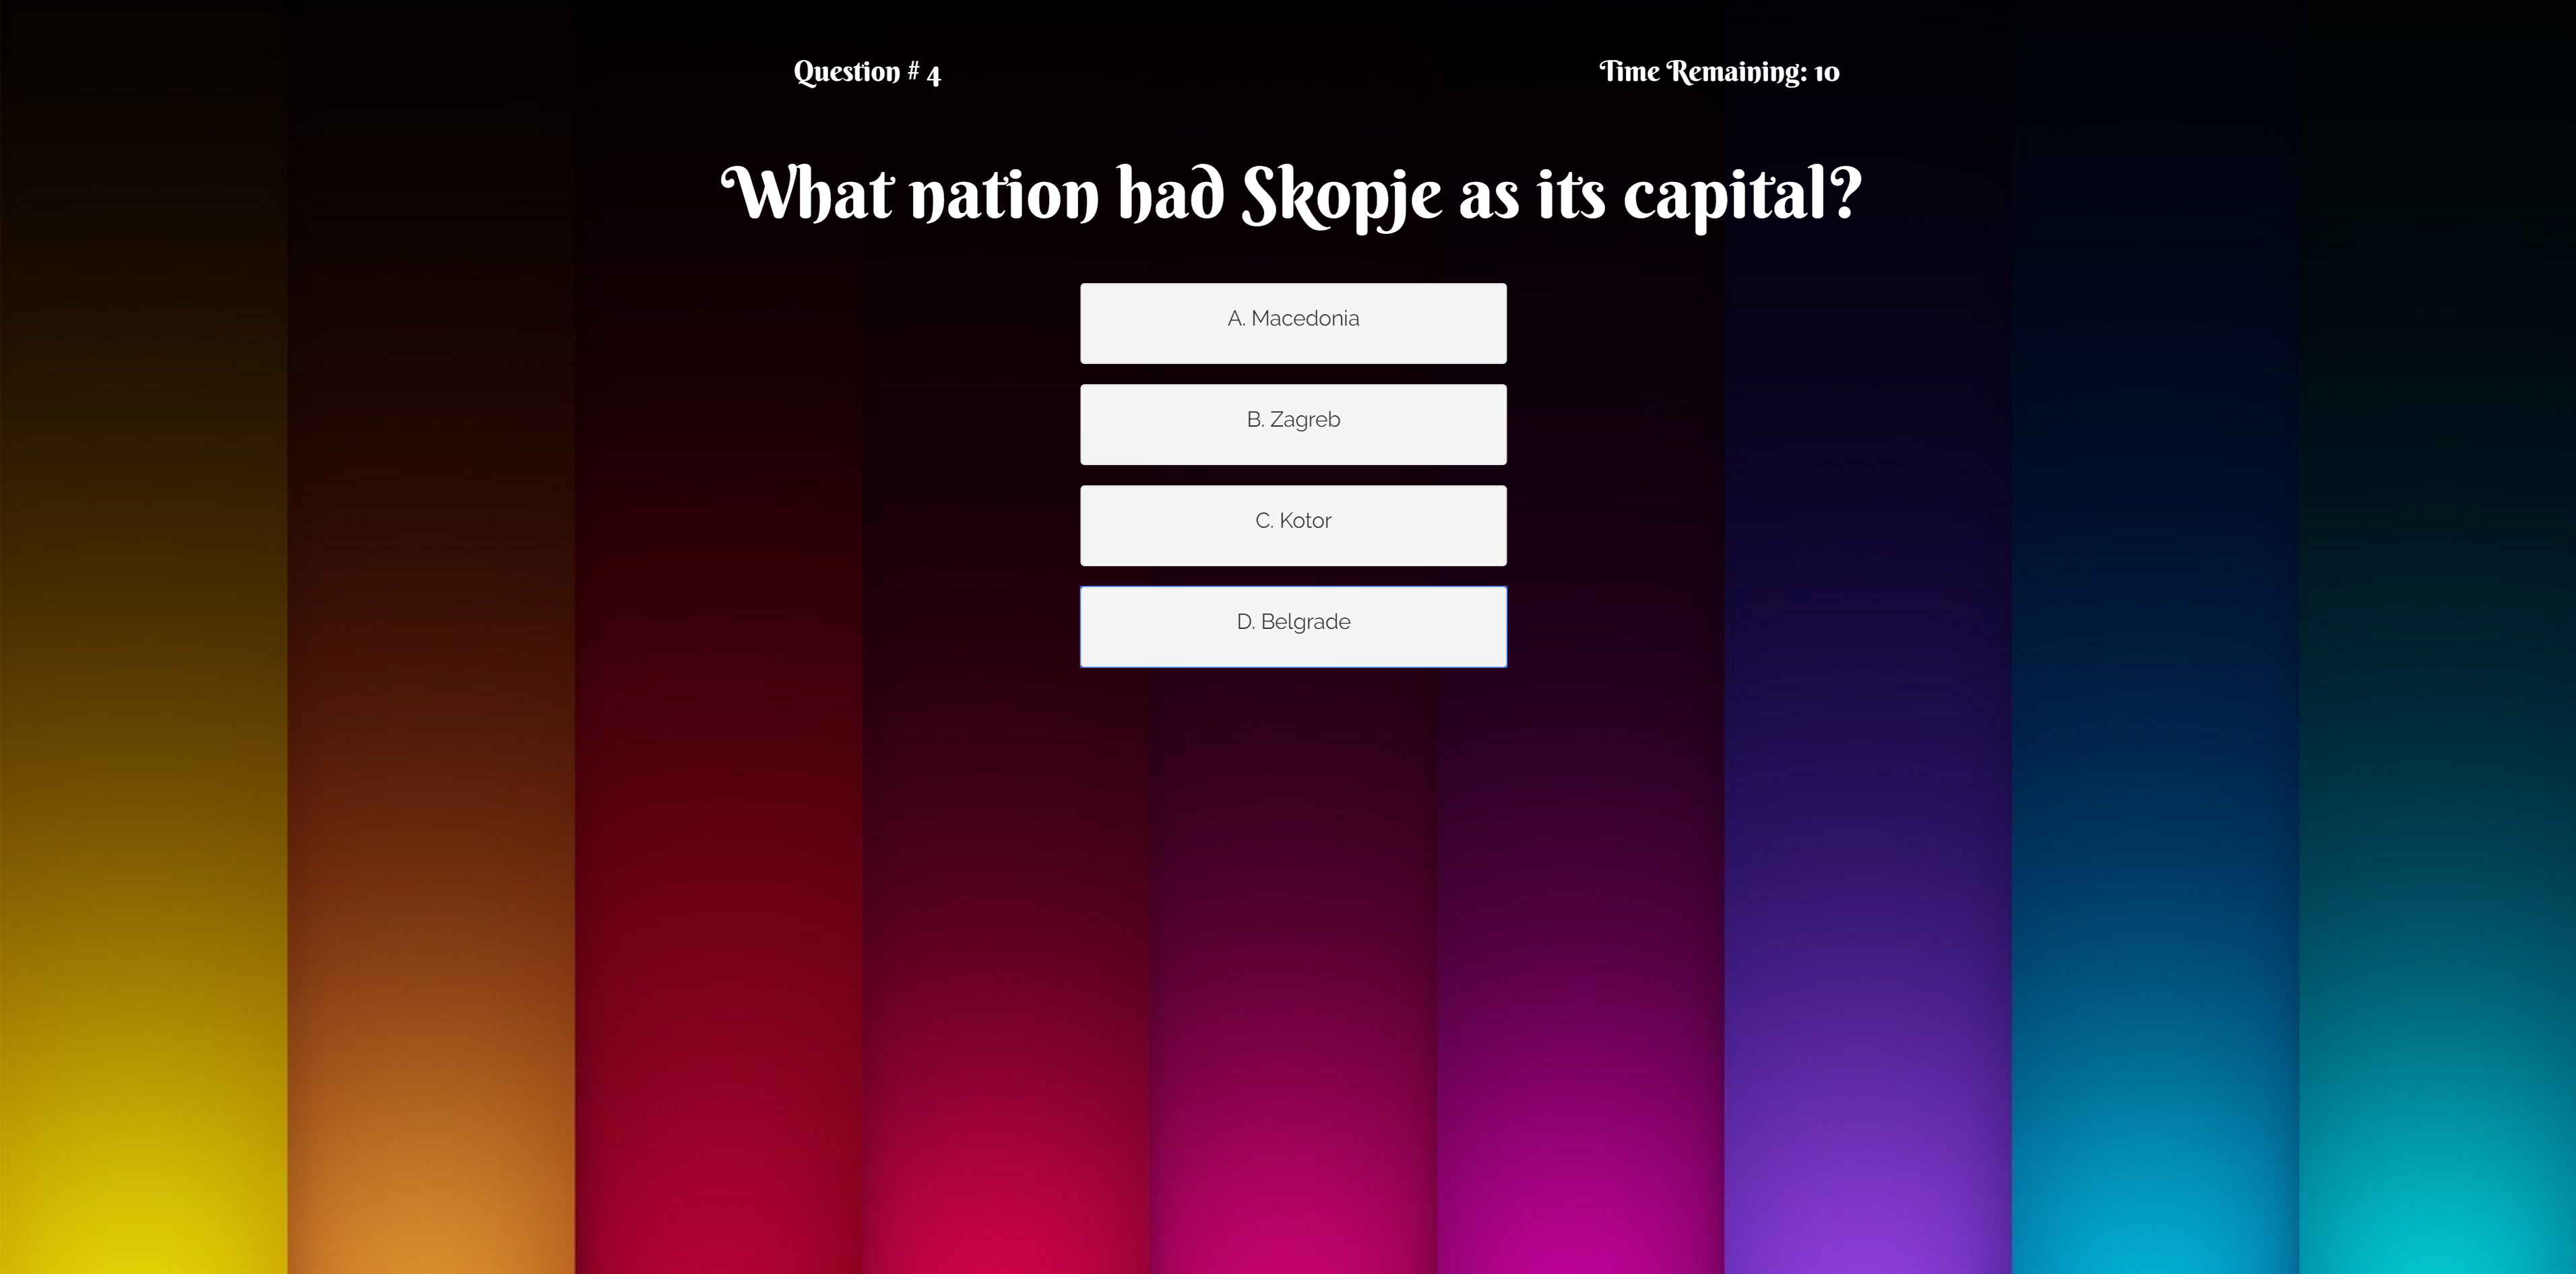 Question # 4
Time Remaining: 10
What nation had Skopje as its capital?
A. Macedonia
B. Zagreb
C. Kotor
D. Belgrade